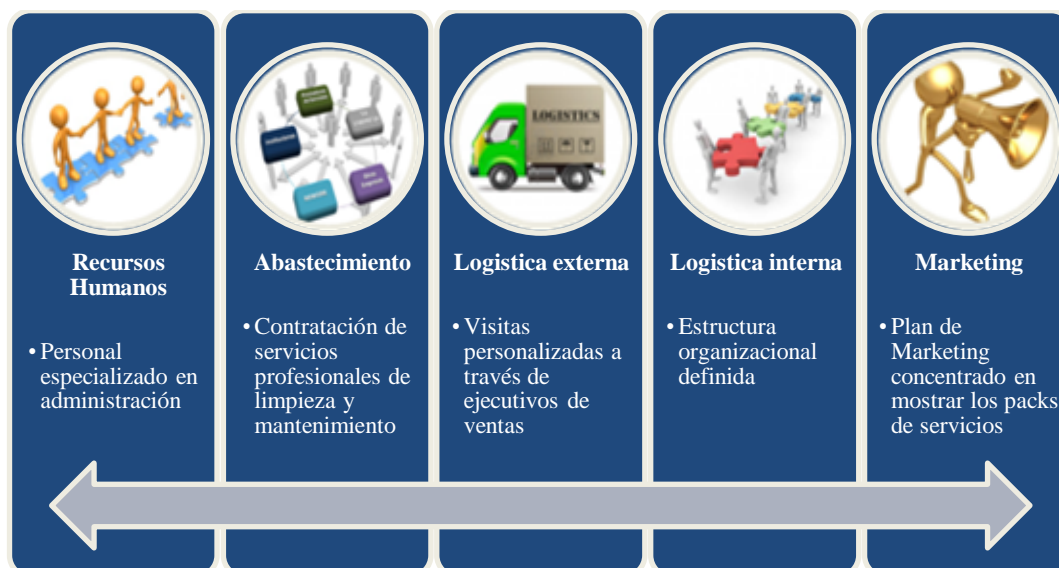 LOGISTICS
Recursos
Humanos
• Personal
especializado en
administración
Abastecimiento
• Contratación de
servicios
profesionales de
limpieza y
mantenimiento
Logistica externa
• Visitas
personalizadas a
través de
ejecutivos de
ventas
Logistica interna
• Estructura
organizacional
definida
Marketing
• Plan de
Marketing
concentrado en
mostrar los packs
de servicios